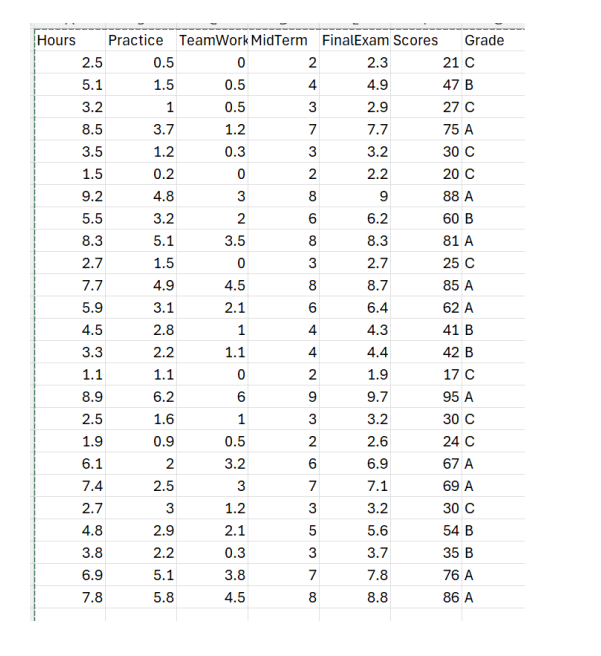 Hours Practice TeamWork MidTerm FinalExam Scores Grade
2.5 0.5 0 2 2.3 21 C
5.1 1.5 0.5 4 4.9 47 B
3.2 1 0.5 3 2.9 27 C
8.5 3.7 1.2 7 7.7 75 A
3.5 1.2 0.3 3 3.2 30 C
1.5 0.2 0 2 2.2 20 C
9.2 4.8 3 8 9 88 A
5.5 3.2 2 6 6.2 60 B
8.3 5.1 3.5 8 8.3 81 A
2.7 1.5 0 3 2.7 25 C
7.7 4.9 4.5 8 8.7 85 A
5.9 3.1 2.1 6 6.4 62 A
4.5 2.8 1 4 4.3 41 B
3.3 2.2 1.1 4 4.4 42 B
1.1 1.1 0 2 1.9 17 C
8.9 6.2 6 9 9.7 95 A
2.5 1.6 1 3 3.2 30 C
1.9 0.9 0.5 2 2.6 24 C
6.1 2 3.2 6 6.9 67 A
7.4 2.5 3 7 7.1 69 A
2.7 3 1.2 3 3.2 30 C
4.8 2.9 2.1 5 5.6 54 B
3.8 2.2 0.3 3 3.7 35 B
6.9 5.1 3.8 7 7.8 76 A
7.8 5.8 4.5 8 8.8 86 A